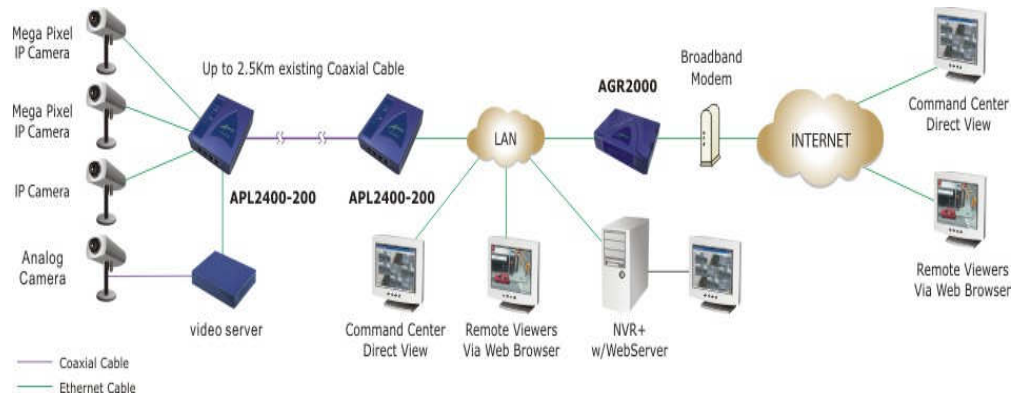 Mega Pixel
IP Camera
Mega Pixel
IP Camera
IP Camera
Analog
Camera
Up to 2.5Km existing Coaxial Cable
APL2400-200
video server
APL2400-200
LAN
AGR2000
Broadband
Modem
INTERNET
Command Center
Direct View
Remote Viewers
Via Web Browser
Command Center
Direct View
Remote Viewers
Via Web Browser
NVR+
w/WebServer
Coaxial Cable
Ethernet Cable